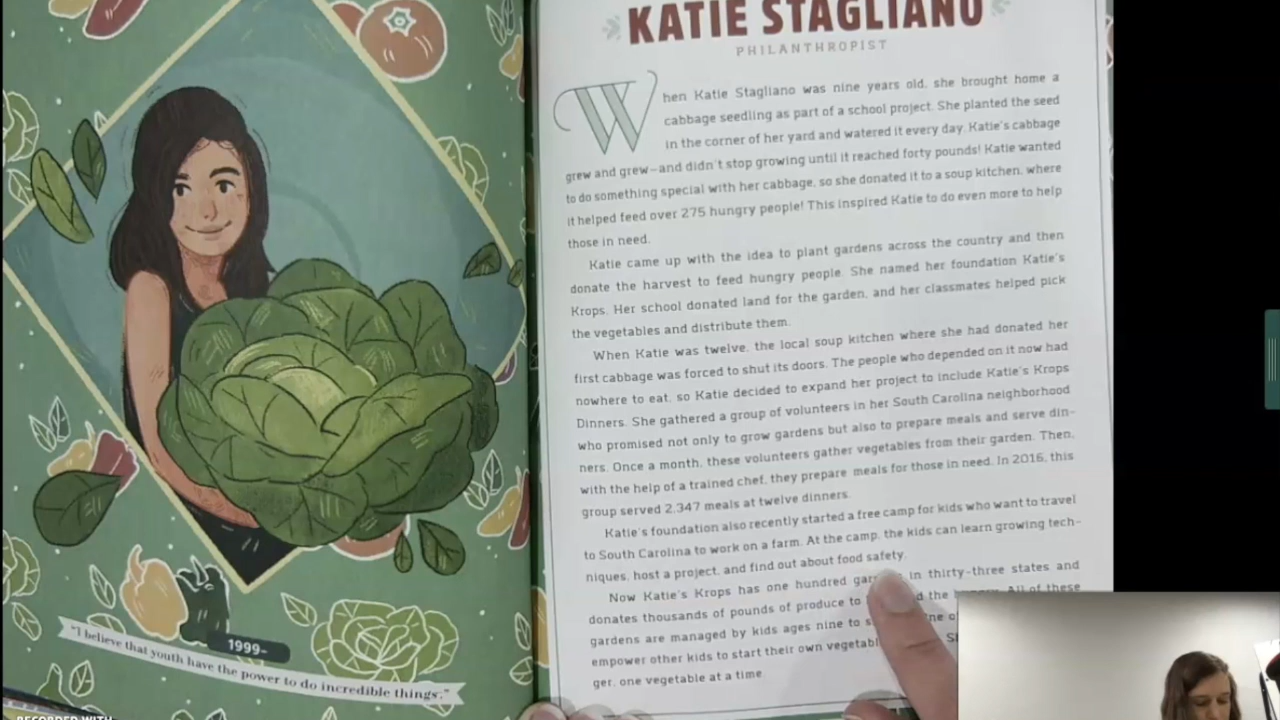 KATIE STAGLIANO
PHILANTHROPIST
When Katie Stagliano was nine years old, she brought home a
cabbage seedling as part of a school project. She planted the seed
in the corner of her yard and watered it every day. Katie's cabbage
grew and grew—and didn't stop growing until it reached forty pounds! Katie wanted
to do something special with her cabbage, so she donated it to a soup kitchen, where
it helped feed over 275 hungry people! This inspired Katie to do even more to help
those in need.
Katie came up with the idea to plant gardens across the country and then
donate the harvest to feed hungry people. She named her foundation Katie's
Krops. Her school donated land for the garden, and her classmates helped pick
the vegetables and distribute them.
When Katie was twelve, the local soup kitchen where she had donated her
first cabbage was forced to shut its doors. The people who depended on it now had
nowhere to eat, so Katie decided to expand her project to include Katie's Krops
Dinners. She gathered a group of volunteers in her South Carolina neighborhood
who promised not only to grow gardens but also to prepare meals and serve din-
ners. Once a month, these volunteers gather vegetables from their garden. Then,
with the help of a trained chef, they prepare meals for those in need. In 2016, this
group served 2,347 meals at twelve dinners.
Katie's foundation also recently started a free camp for kids who want to travel
to South Carolina to work on a farm. At the camp, the kids can learn growing tech-
niques, host a project, and find out about food safety.
Now Katie's Krops has one hundred in thirty-three states and
donates thousands of pounds of produce to the All of these
gardens are managed by kids ages nine to
empower other kids to start their own
ger, one vegetable at a time.
1999-
"I believe that youth have the power to do incredible things."
RECORDED WITH